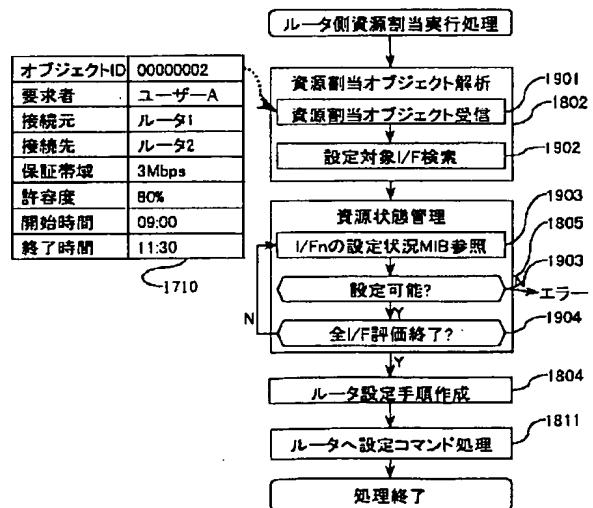 ルータ側資源割当実行処理
オブジェクトID 00000002
要求者 ユーザーA
接続元 ルータ1
接続先 ルータ2
保証帯域 3Mbps
許容度 80%
開始時間 09:00
終了時間 11:30
1710
資源割当オブジェクト解析
資源割当オブジェクト受信
1901
1802
設定対象I/F検索
1902
資源状態管理
1903
I/Fnの設定状況MIB参照
1805
1903
設定可能?
N
エラー
Y
全I/F評価終了?
1904
N
Y
ルータ設定手順作成
1804
ルータへ設定コマンド処理
1811
処理終了